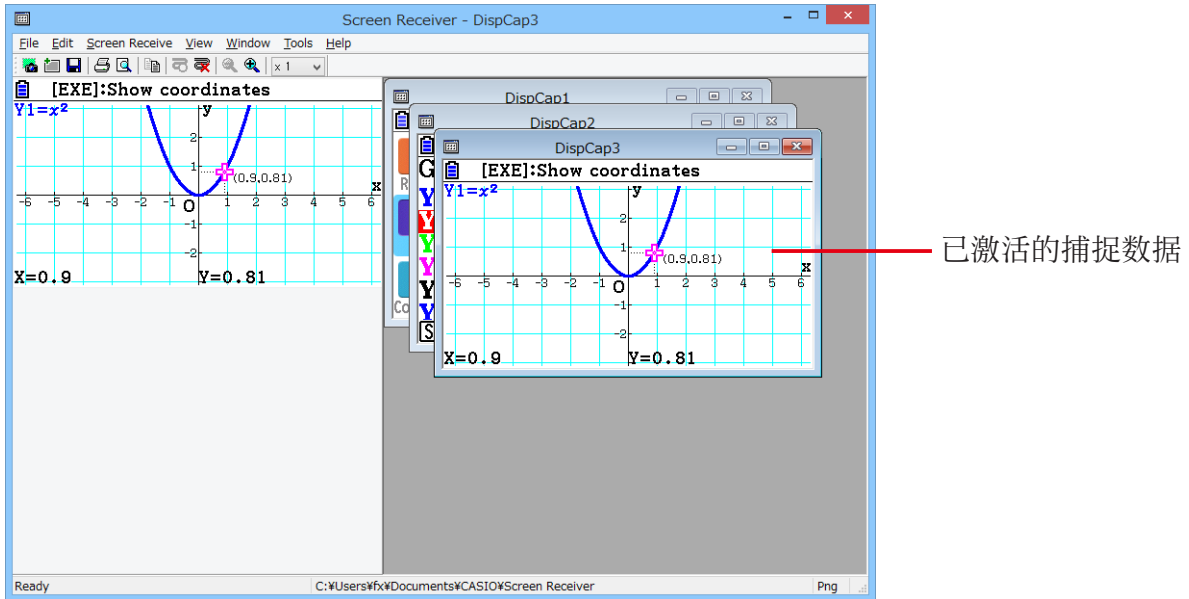 Screen Receiver - DispCap3
File Edit Screen Receive View Window Tools Help
x 1
[EXE]:Show coordinates
Y1=x²
y
2
1
(0.9,0.81)
x
-6 -5 -4 -3 -2 -1 O 1 2 3 4 5 6
-1
-2
X=0.9 Y=0.81
DispCap1
R
Co
DispCap2
G
Y
Y
Y
Y
Y
Y
S
DispCap3
[EXE]:Show coordinates
Y1=x²
y
2
1
(0.9,0.81)
x
-6 -5 -4 -3 -2 -1 O 1 2 3 4 5 6
-1
-2
X=0.9 Y=0.81
已激活的捕捉数据
Ready C:¥Users¥fx¥Documents¥CASIO¥Screen Receiver Png